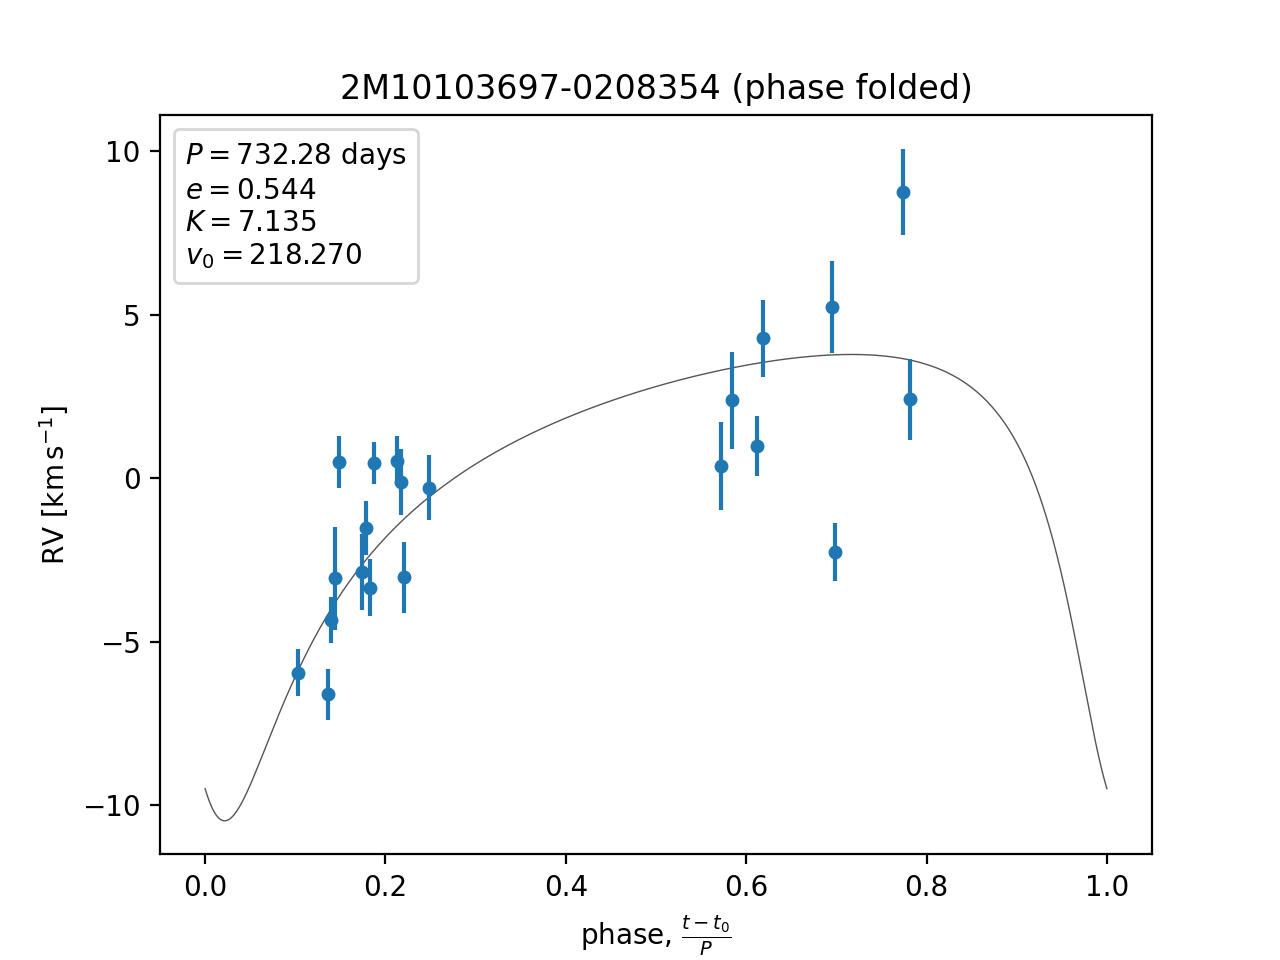 2M10103697-0208354 (phase folded)
P = 732.28 days
e = 0.544
K = 7.135
v₀ = 218.270
10
5
0
−5
−10
RV [km s⁻¹]
0.0 0.2 0.4 0.6 0.8 1.0
phase, (t − t₀)/P